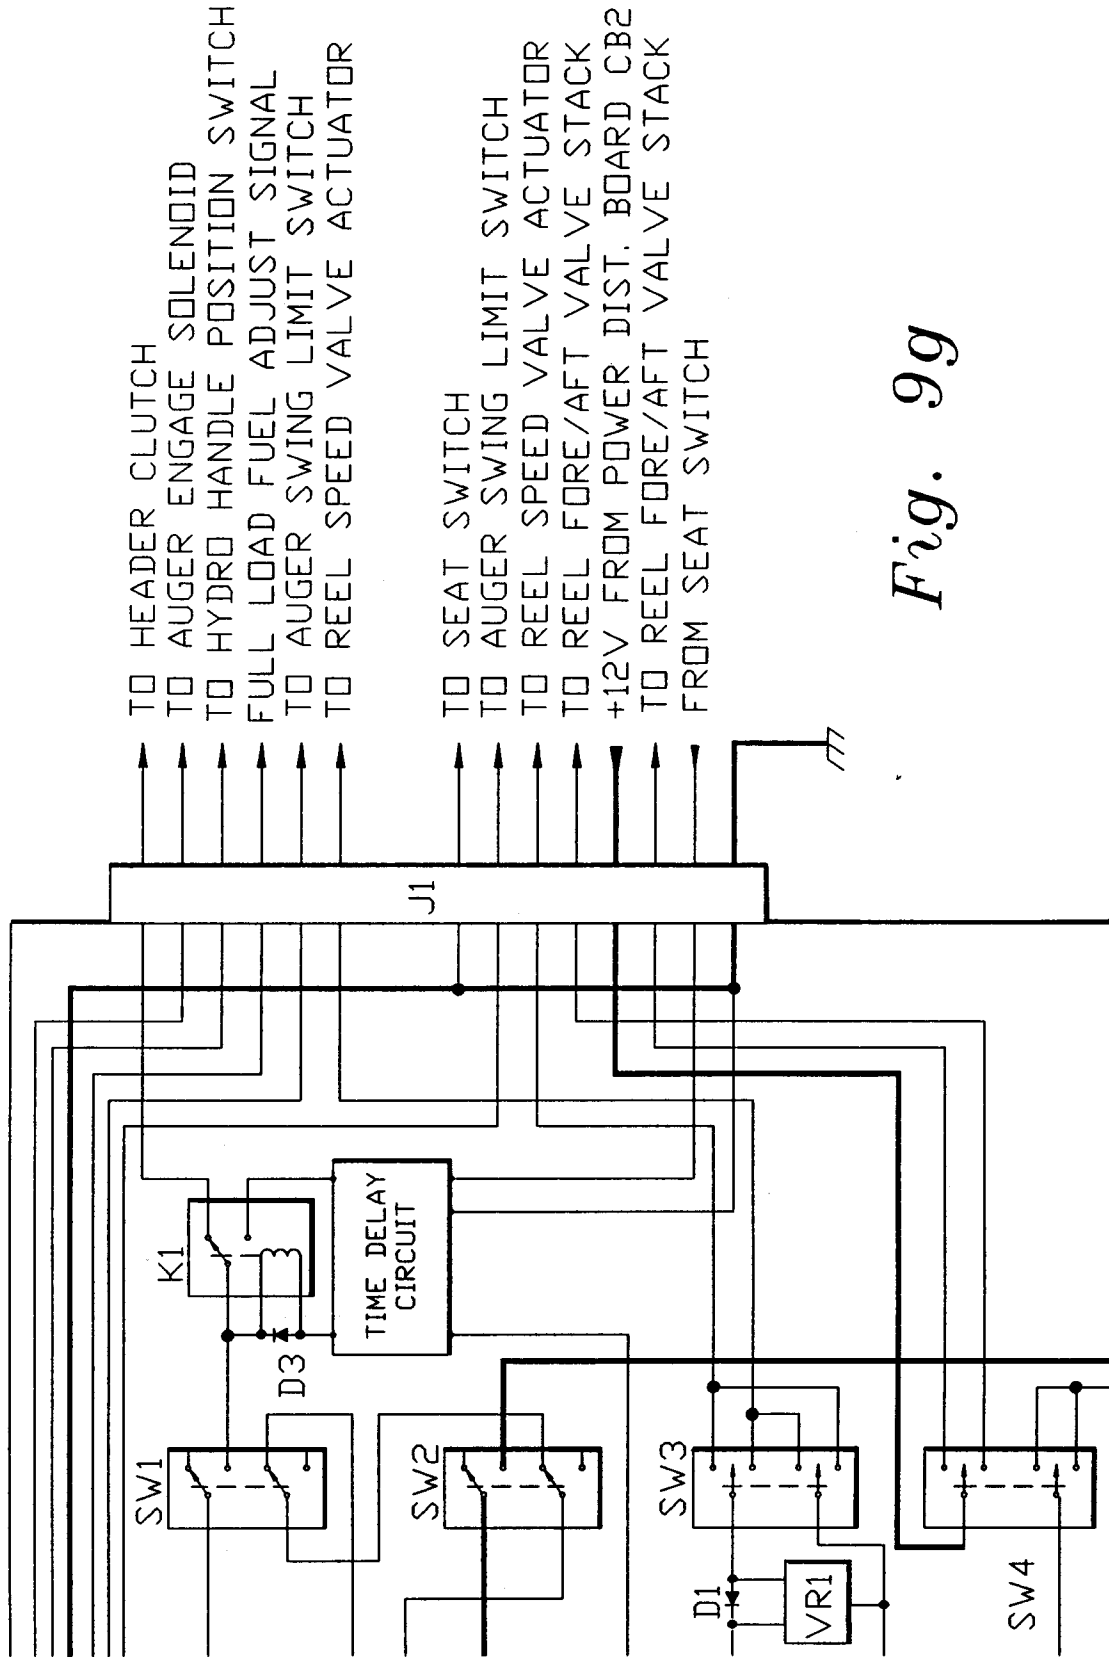 TO HEADER CLUTCH
TO AUGER ENGAGE SOLENOID
TO HYDRO HANDLE POSITION SWITCH
FULL LOAD FUEL ADJUST SIGNAL
TO AUGER SWING LIMIT SWITCH
TO REEL SPEED VALVE ACTUATOR
TO SEAT SWITCH
TO AUGER SWING LIMIT SWITCH
TO REEL SPEED VALVE ACTUATOR
TO REEL FORE/AFT VALVE STACK
+12V FROM POWER DIST. BOARD CB2
TO REEL FORE/AFT VALVE STACK
FROM SEAT SWITCH
J1
K1
D3
TIME DELAY
CIRCUIT
SW1
SW2
SW3
D1
VR1
SW4
Fig. 9g